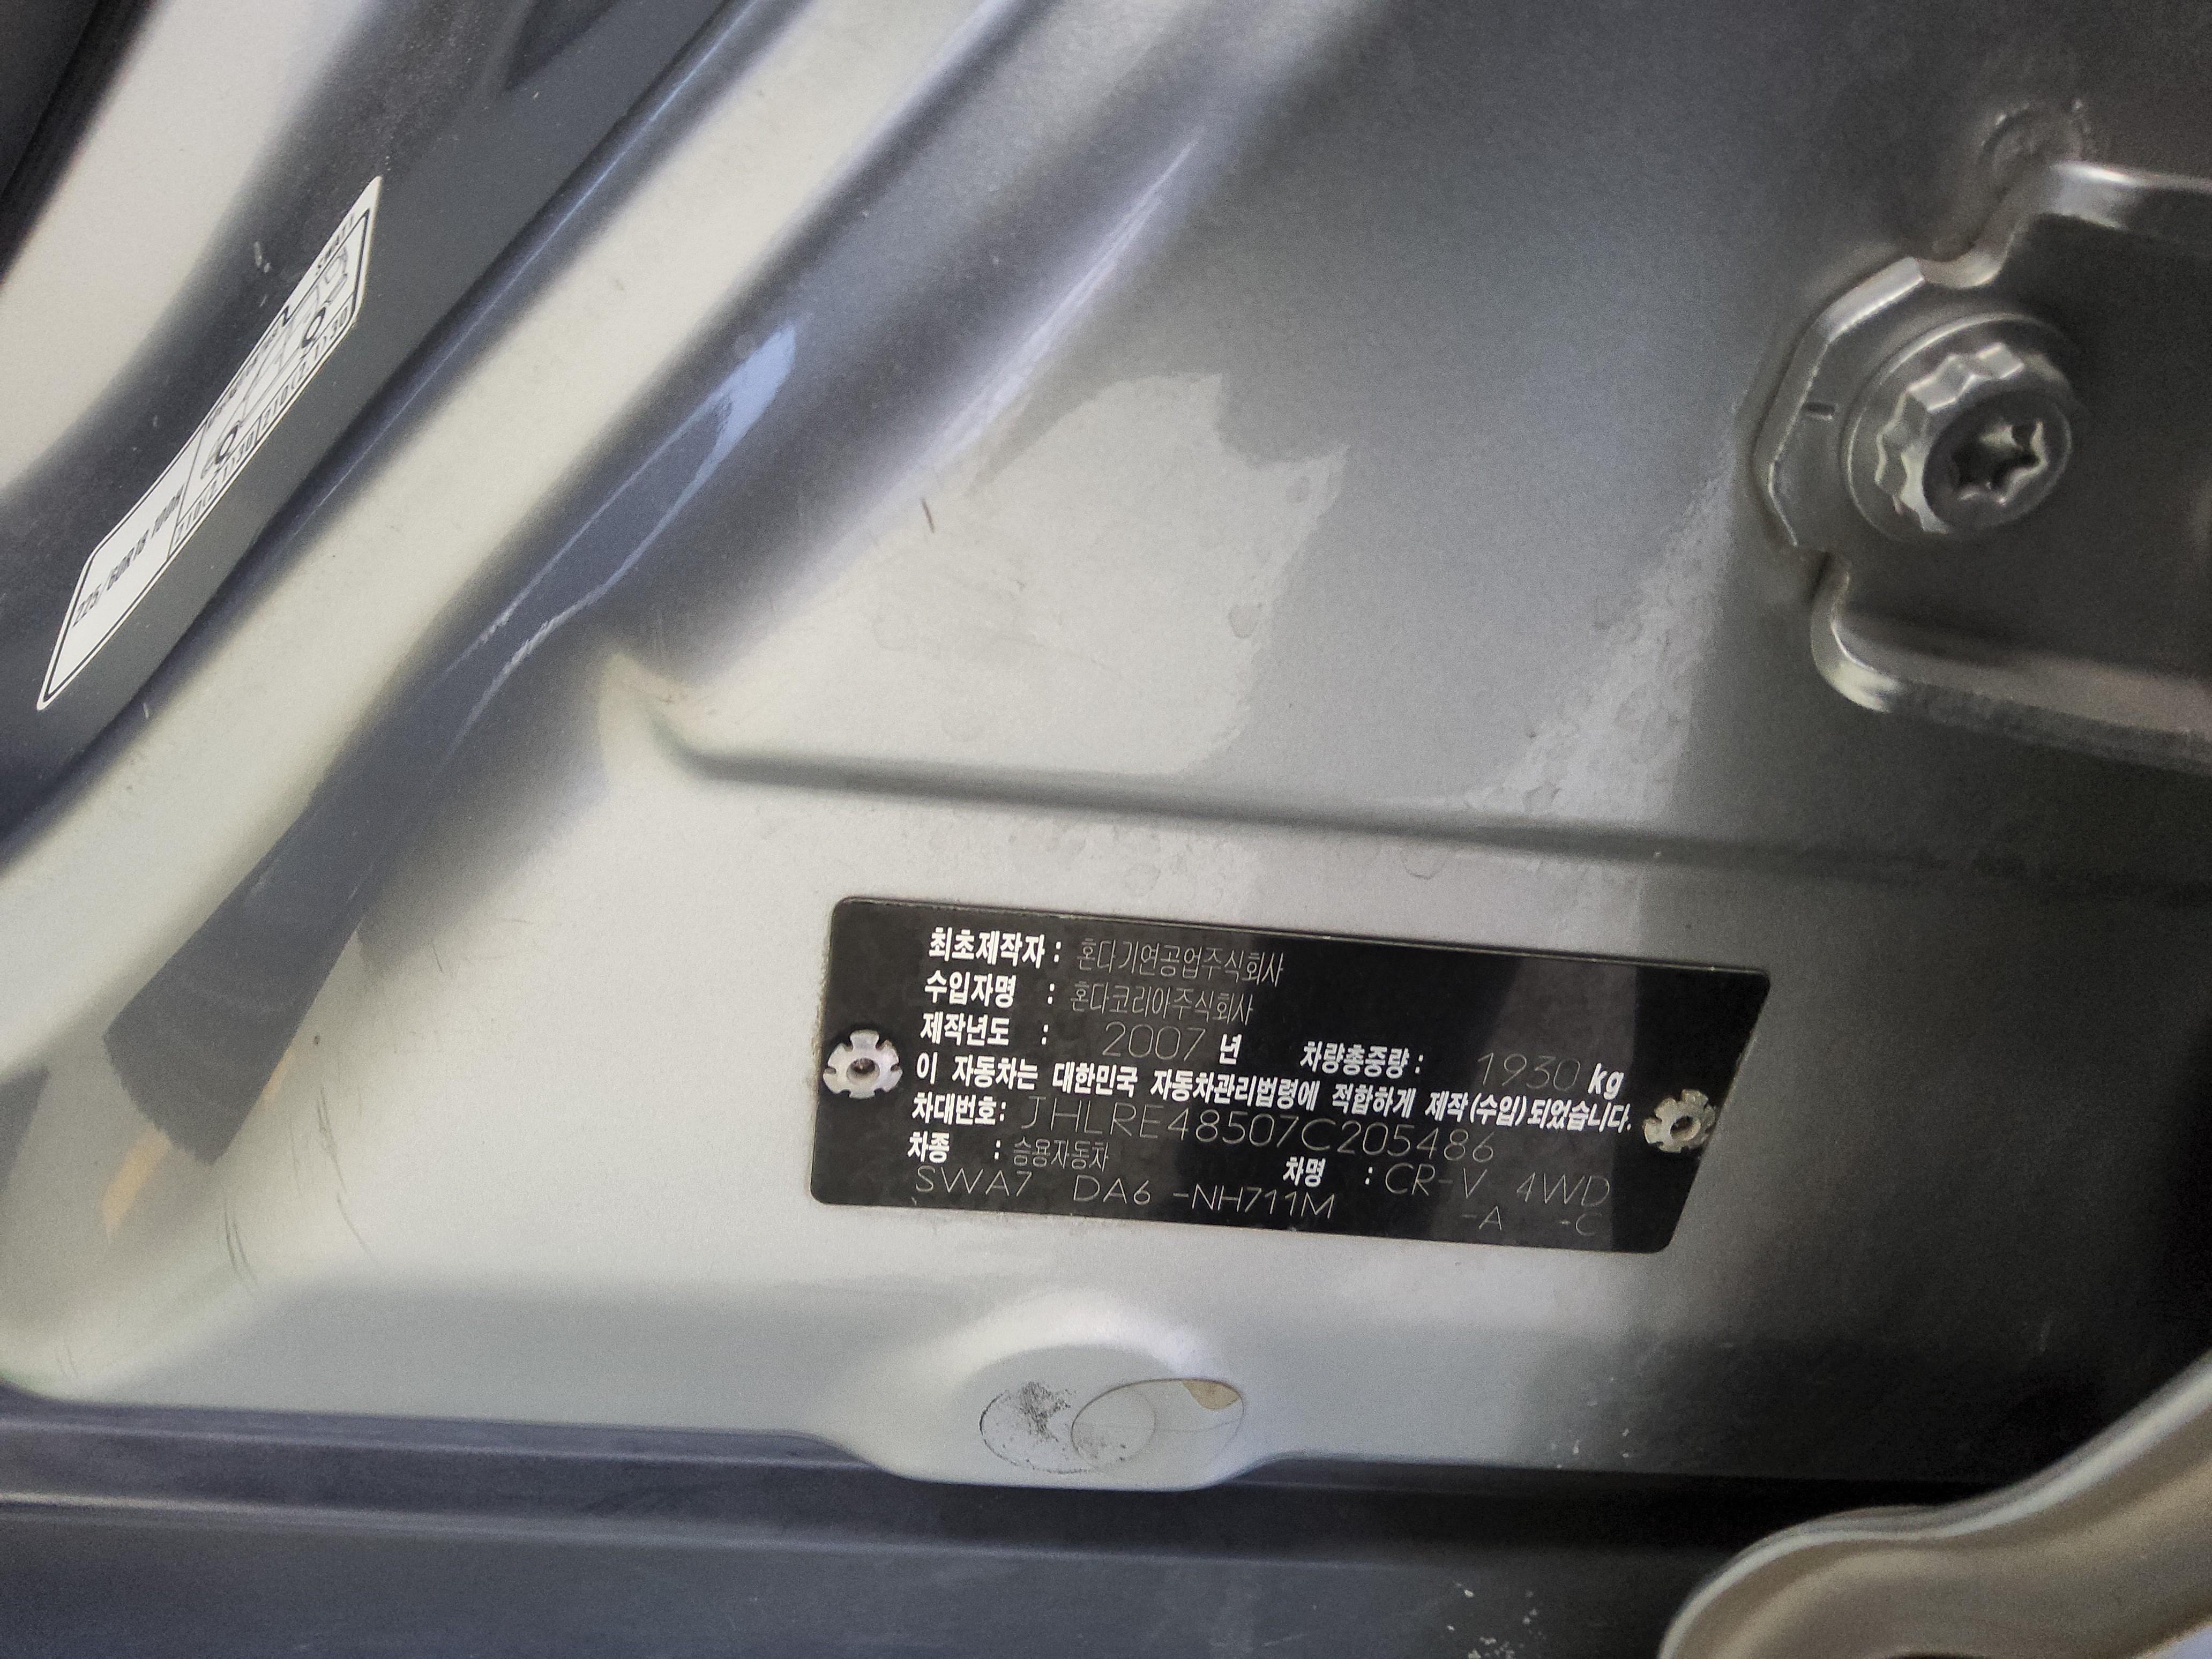 최초제작자 : 혼다기연공업주식회사
수입자명 : 혼다코리아주식회사
제작년도 : 2007 년 차량총중량 : 1930 kg
이 자동차는 대한민국 자동차관리법령에 적합하게 제작(수입)되었습니다.
차대번호: JHLRE48507C205486
차종 : 승용자동차 차명 : CR-V 4WD
SWA7 DA6 -NH711M -A -C
225/60R18 100H